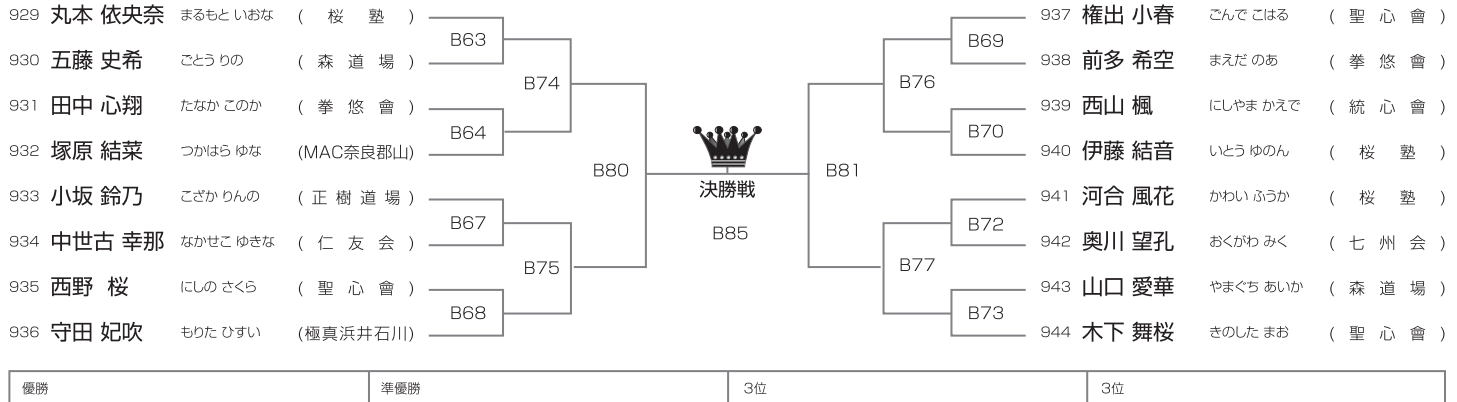 929 丸本 依央奈 まるもと いおな ( 桜 塾 )
930 五藤 史希 ごとう りの ( 森 道 場 )
931 田中 心翔 たなか このか ( 拳 悠 會 )
932 塚原 結菜 つかはら ゆな (MAC奈良郡山)
933 小坂 鈴乃 こざか りんの ( 正 樹 道 場 )
934 中世古 幸那 なかせこ ゆきな ( 仁 友 会 )
935 西野 桜 にしの さくら ( 聖 心 會 )
936 守田 妃吹 もりた ひすい (極真浜井石川)
B63
B64
B67
B68
B74
B75
B80
決勝戦
B85
B81
B76
B77
B69
B70
B72
B73
937 権出 小春 ごんで こはる ( 聖 心 會 )
938 前多 希空 まえだ のあ ( 拳 悠 會 )
939 西山 楓 にしやま かえで ( 統 心 會 )
940 伊藤 結音 いとう ゆのん ( 桜 塾 )
941 河合 風花 かわい ふうか ( 桜 塾 )
942 奥川 望孔 おくがわ みく ( 七 州 会 )
943 山口 愛華 やまぐち あいか ( 森 道 場 )
944 木下 舞桜 きのした まお ( 聖 心 會 )
優勝 準優勝 3位 3位